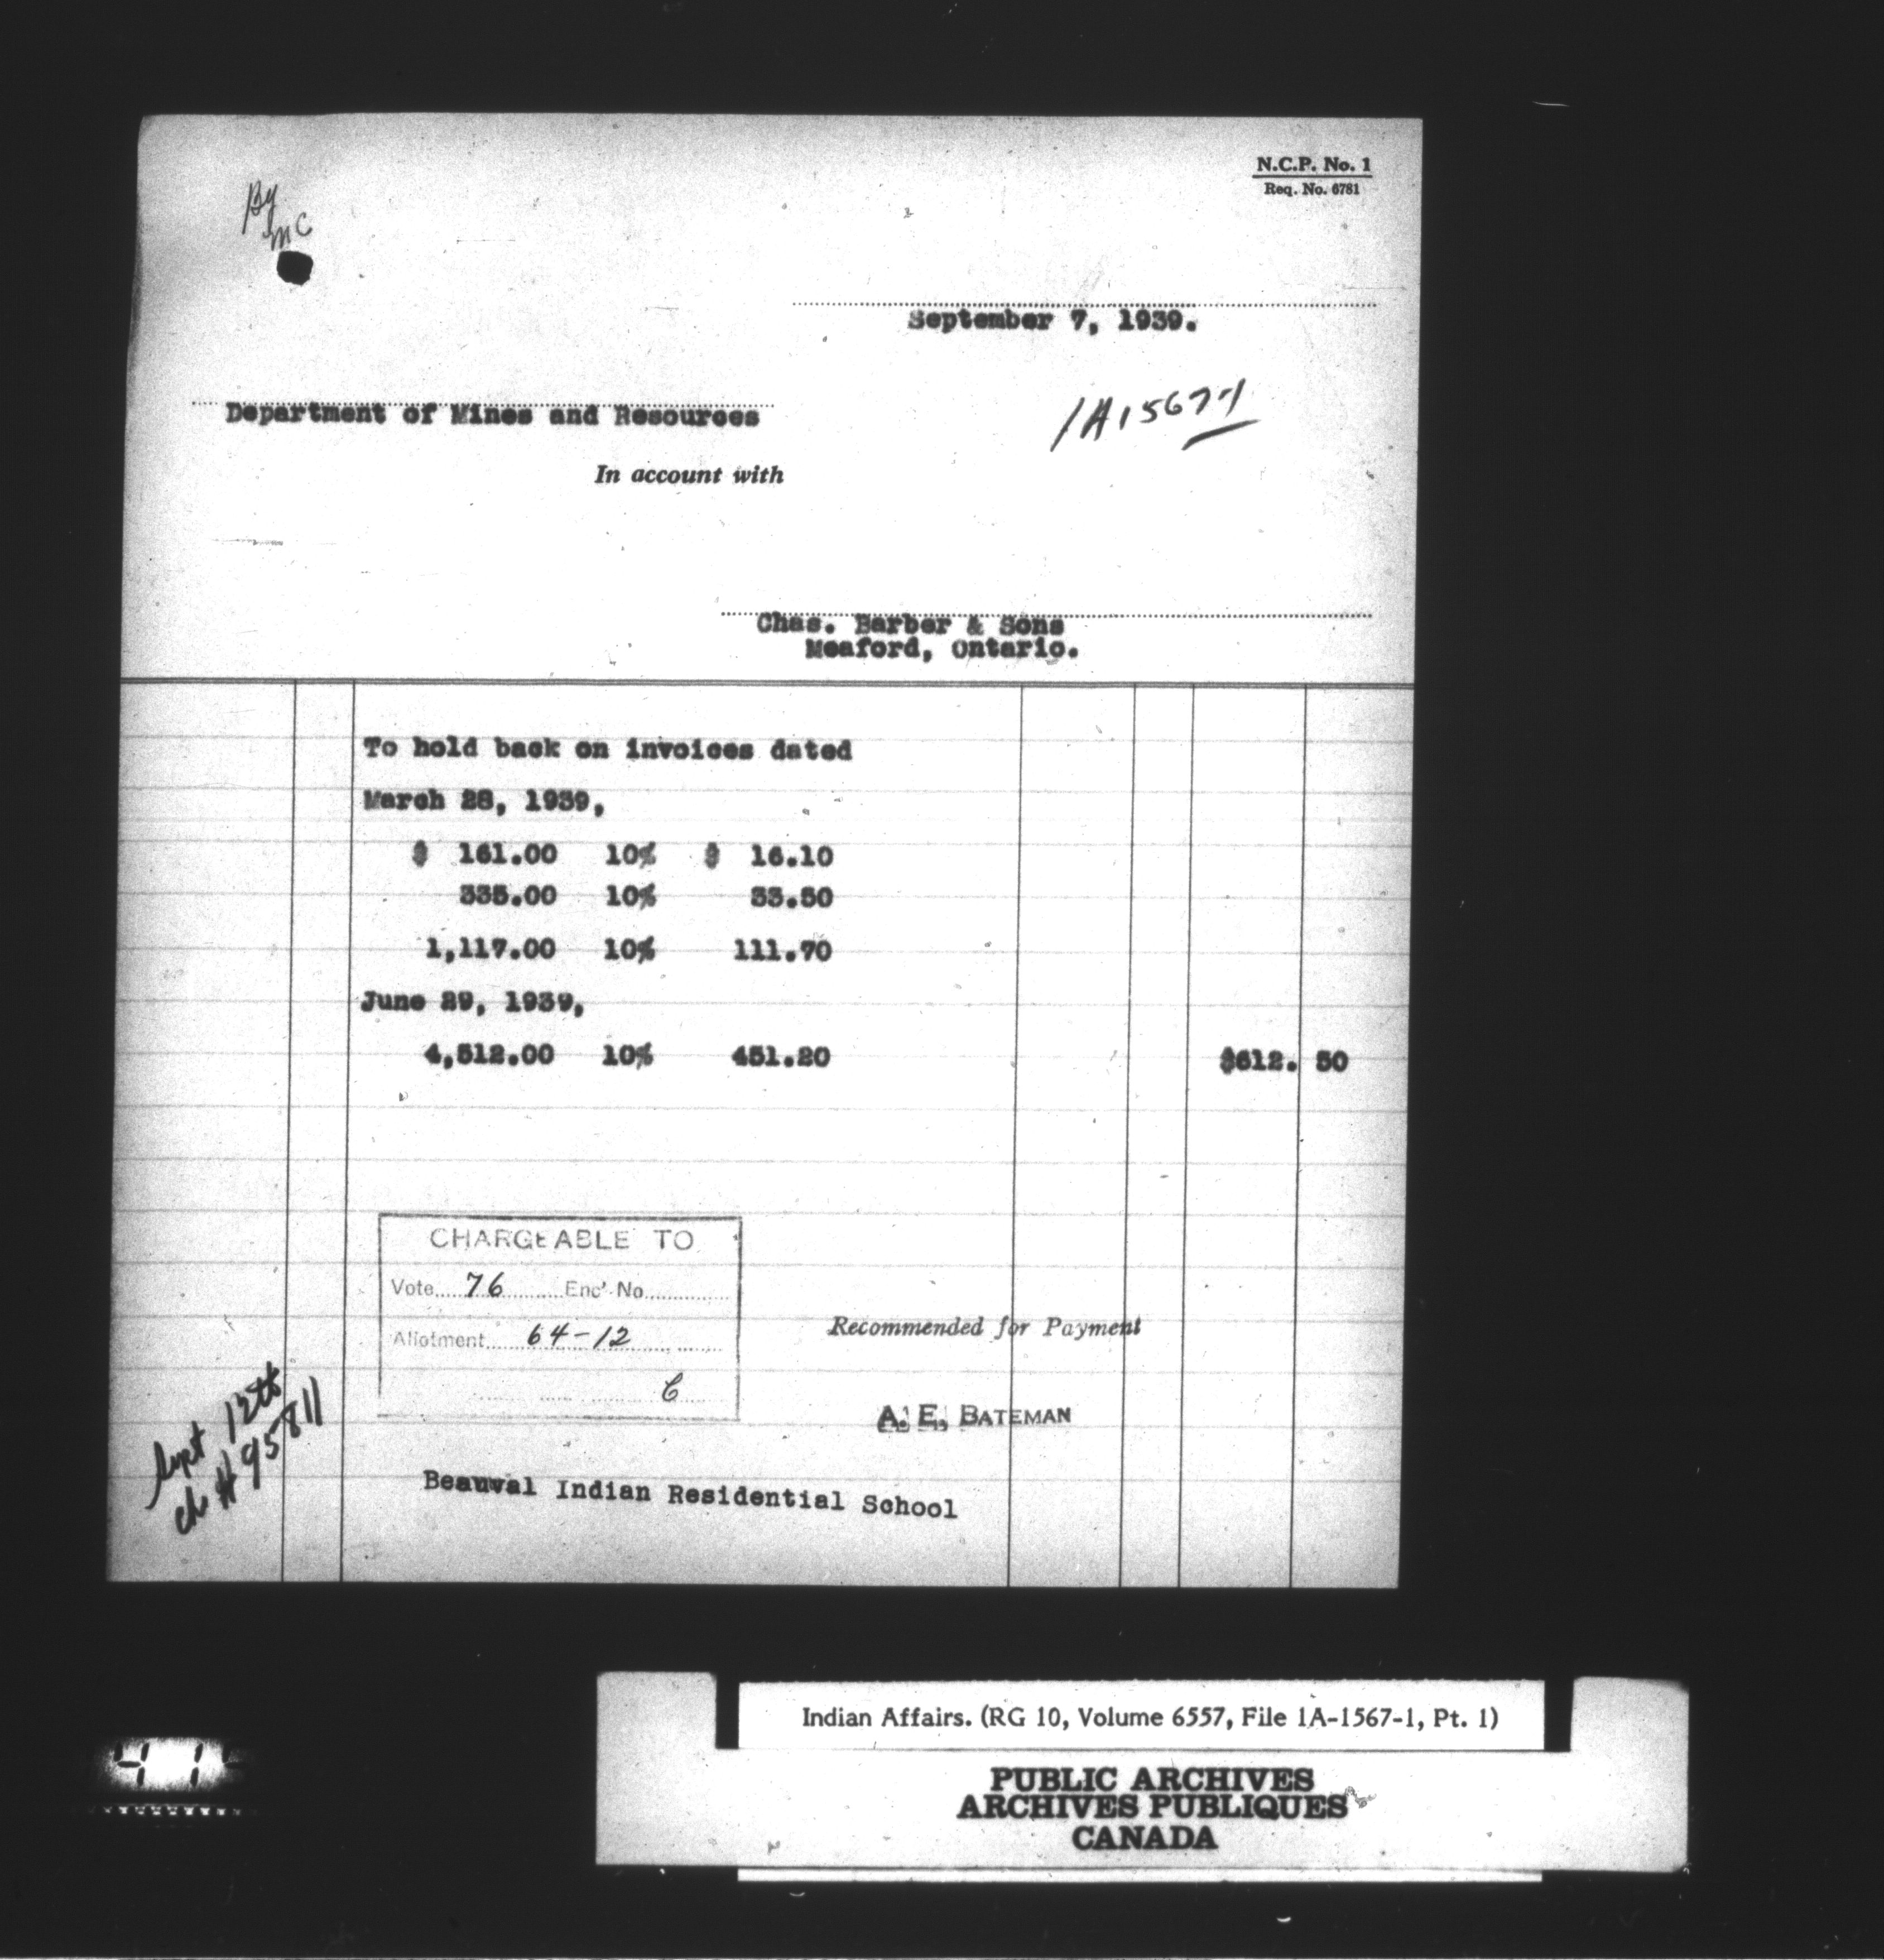 N.C.P. No. 1
Req. No. 6781
By
mc
September 7, 1939.
Department of Mines and Resources
1A1567-1
In account with
Chas. Barber & Sons
Meaford, Ontario.
To hold back on invoices dated
March 28, 1939,
$ 161.00 10% $ 16.10
335.00 10% 33.50
1,117.00 10% 111.70
June 29, 1939,
4,512.00 10% 451.20 $612. 50
CHARGEABLE TO
Vote 76 Enc' No
Allotment 64-12
C
Recommended for Payment
A. E. BATEMAN
Sept 12th
ch # 95811
Beauval Indian Residential School
Indian Affairs. (RG 10, Volume 6557, File 1A-1567-1, Pt. 1)
PUBLIC ARCHIVES
ARCHIVES PUBLIQUES
CANADA